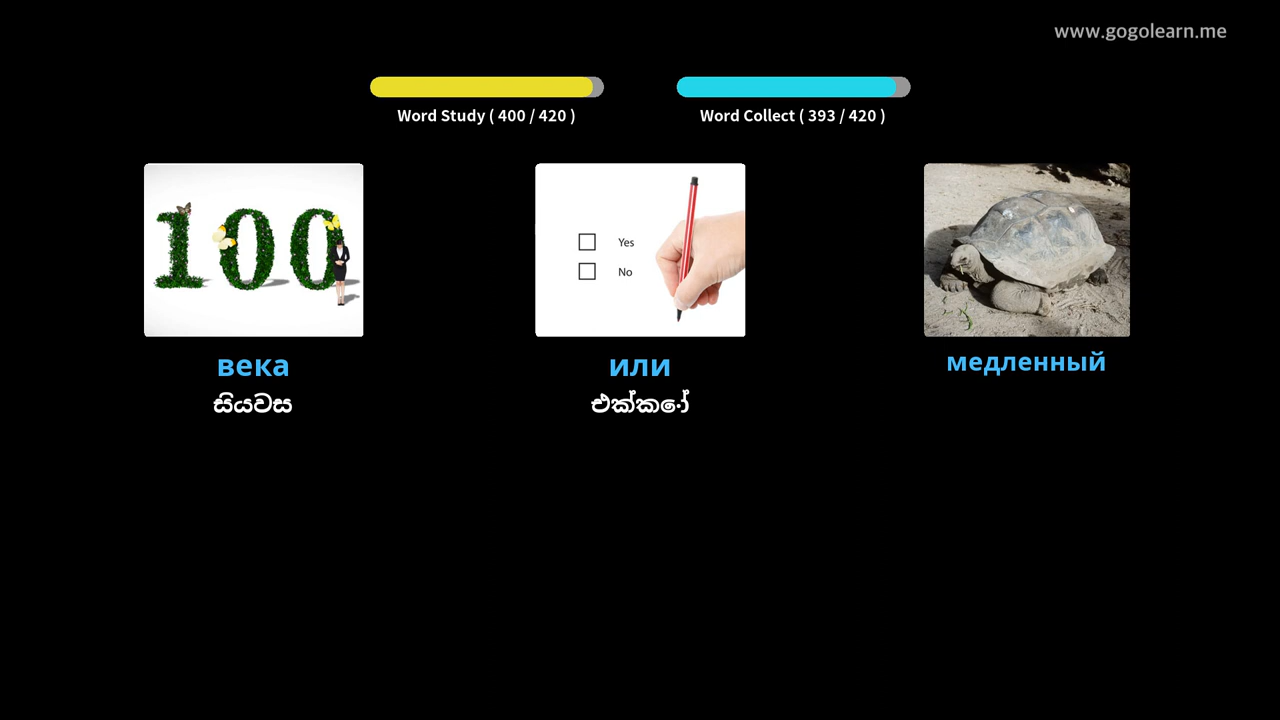 www.gogolearn.me
Word Study ( 400 / 420 )
Word Collect ( 393 / 420 )
100
Yes
No
века
или
медленный
සියවස
එක්කෝ